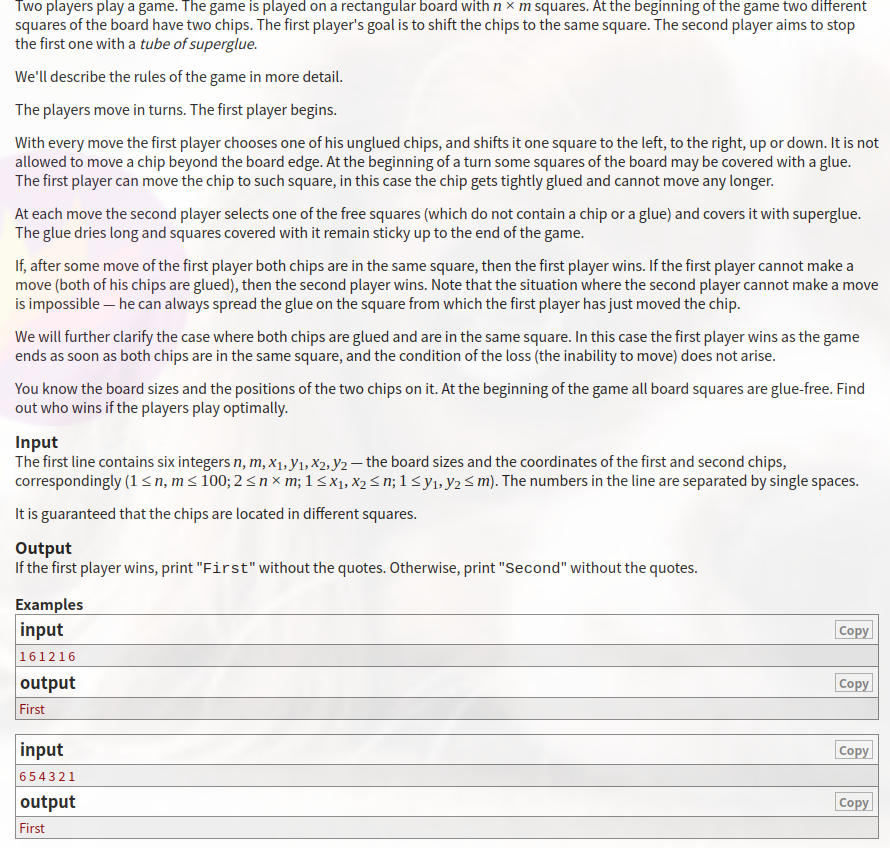 Two players play a game. The game is played on a rectangular board with n × m squares. At the beginning of the game two different
squares of the board have two chips. The first player's goal is to shift the chips to the same square. The second player aims to stop
the first one with a tube of superglue.
We'll describe the rules of the game in more detail.
The players move in turns. The first player begins.
With every move the first player chooses one of his unglued chips, and shifts it one square to the left, to the right, up or down. It is not
allowed to move a chip beyond the board edge. At the beginning of a turn some squares of the board may be covered with a glue.
The first player can move the chip to such square, in this case the chip gets tightly glued and cannot move any longer.
At each move the second player selects one of the free squares (which do not contain a chip or a glue) and covers it with superglue.
The glue dries long and squares covered with it remain sticky up to the end of the game.
If, after some move of the first player both chips are in the same square, then the first player wins. If the first player cannot make a
move (both of his chips are glued), then the second player wins. Note that the situation where the second player cannot make a move
is impossible — he can always spread the glue on the square from which the first player has just moved the chip.
We will further clarify the case where both chips are glued and are in the same square. In this case the first player wins as the game
ends as soon as both chips are in the same square, and the condition of the loss (the inability to move) does not arise.
You know the board sizes and the positions of the two chips on it. At the beginning of the game all board squares are glue-free. Find
out who wins if the players play optimally.
Input
The first line contains six integers n, m, x1, y1, x2, y2 — the board sizes and the coordinates of the first and second chips,
correspondingly (1 ≤ n, m ≤ 100; 2 ≤ n × m; 1 ≤ x1, x2 ≤ n; 1 ≤ y1, y2 ≤ m). The numbers in the line are separated by single spaces.
It is guaranteed that the chips are located in different squares.
Output
If the first player wins, print "First" without the quotes. Otherwise, print "Second" without the quotes.
Examples
input Copy
1 6 1 2 1 6
output Copy
First
input Copy
6 5 4 3 2 1
output Copy
First